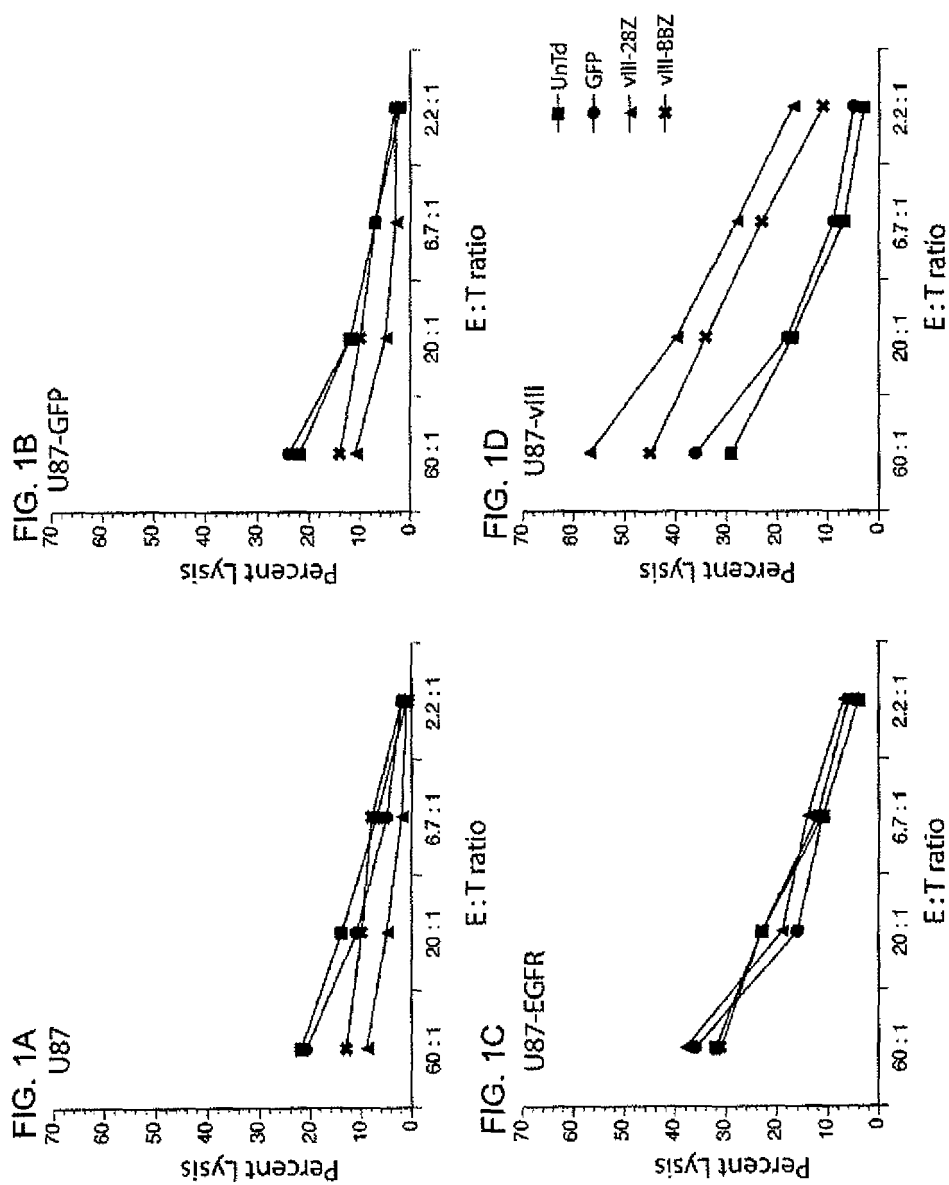 FIG. 1A
U87
Percent Lysis
70
60
50
40
30
20
10
0
60:1
20:1
6.7:1
2.2:1
E:T ratio
FIG. 1B
U87-GFP
Percent Lysis
70
60
50
40
30
20
10
0
60:1
20:1
6.7:1
2.2:1
E:T ratio
FIG. 1C
U87-EGFR
Percent Lysis
70
60
50
40
30
20
10
0
60:1
20:1
6.7:1
2.2:1
E:T ratio
FIG. 1D
U87-vIII
Percent Lysis
70
60
50
40
30
20
10
0
60:1
20:1
6.7:1
2.2:1
E:T ratio
UnTd
GFP
vIII-28Z
vIII-BBZ